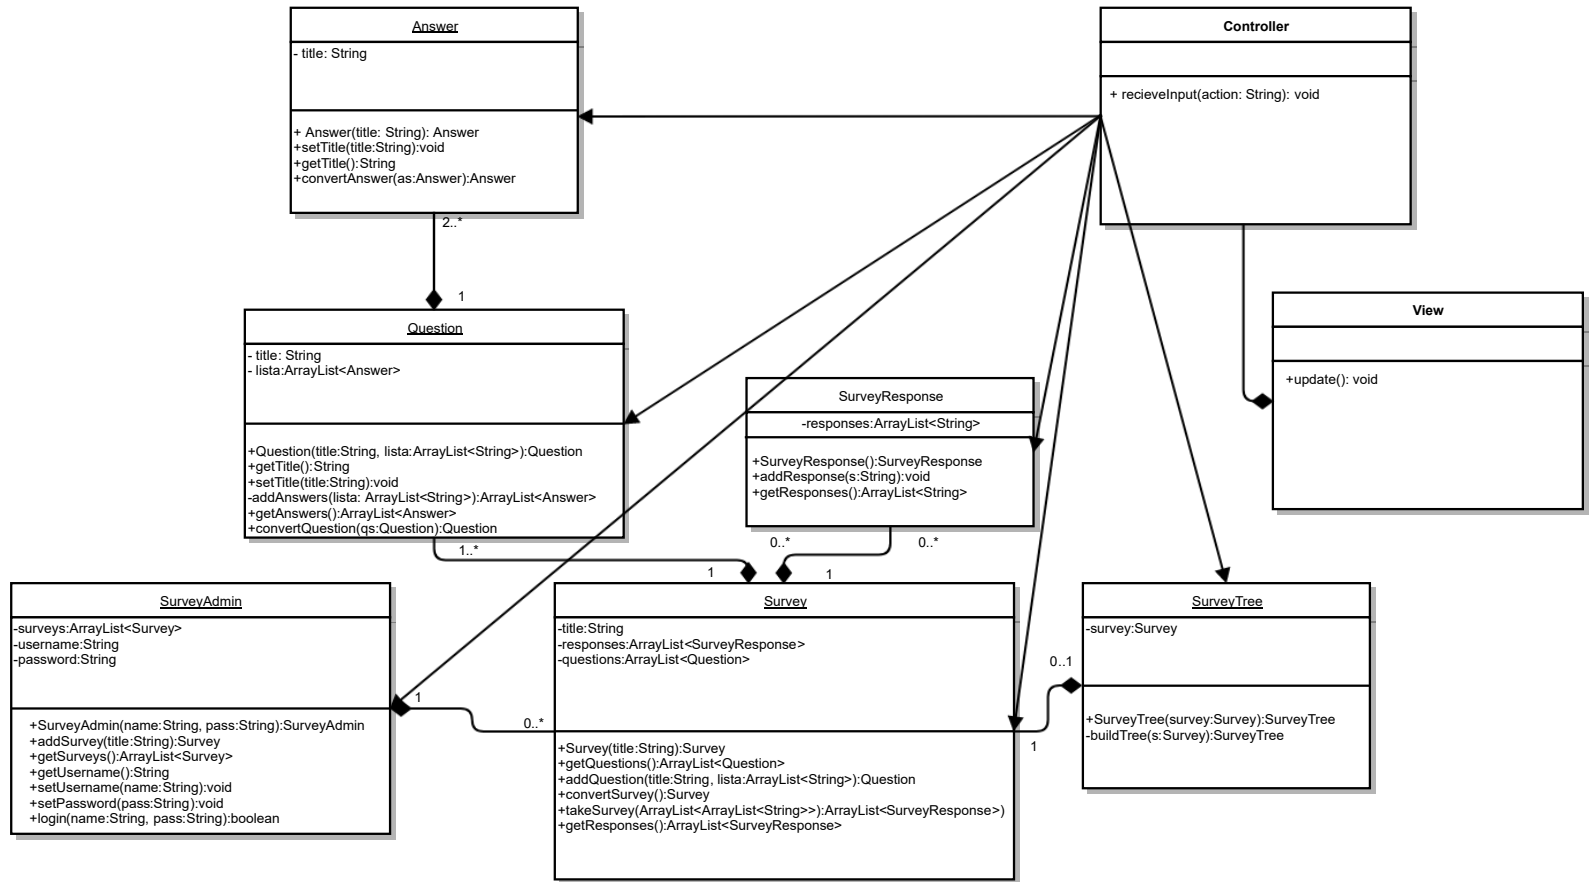 Answer
- title: String
+ Answer(title: String): Answer
+setTitle(title:String):void
+getTitle():String
+convertAnswer(as:Answer):Answer
2..*
1
Controller
+ recieveInput(action: String): void
View
+update(): void
Question
- title: String
- lista:ArrayList<Answer>
+Question(title:String, lista:ArrayList<String>):Question
+getTitle():String
+setTitle(title:String):void
-addAnswers(lista: ArrayList<String>):ArrayList<Answer>
+getAnswers():ArrayList<Answer>
+convertQuestion(qs:Question):Question
1..*
1
SurveyResponse
-responses:ArrayList<String>
+SurveyResponse():SurveyResponse
+addResponse(s:String):void
+getResponses():ArrayList<String>
0..*
0..*
1
SurveyAdmin
-surveys:ArrayList<Survey>
-username:String
-password:String
+SurveyAdmin(name:String, pass:String):SurveyAdmin
+addSurvey(title:String):Survey
+getSurveys():ArrayList<Survey>
+getUsername():String
+setUsername(name:String):void
+setPassword(pass:String):void
+login(name:String, pass:String):boolean
1
0..*
Survey
-title:String
-responses:ArrayList<SurveyResponse>
-questions:ArrayList<Question>
+Survey(title:String):Survey
+getQuestions():ArrayList<Question>
+addQuestion(title:String, lista:ArrayList<String>):Question
+convertSurvey():Survey
+takeSurvey(ArrayList<ArrayList<String>>):ArrayList<SurveyResponse>)
+getResponses():ArrayList<SurveyResponse>
0..1
1
SurveyTree
-survey:Survey
+SurveyTree(survey:Survey):SurveyTree
-buildTree(s:Survey):SurveyTree